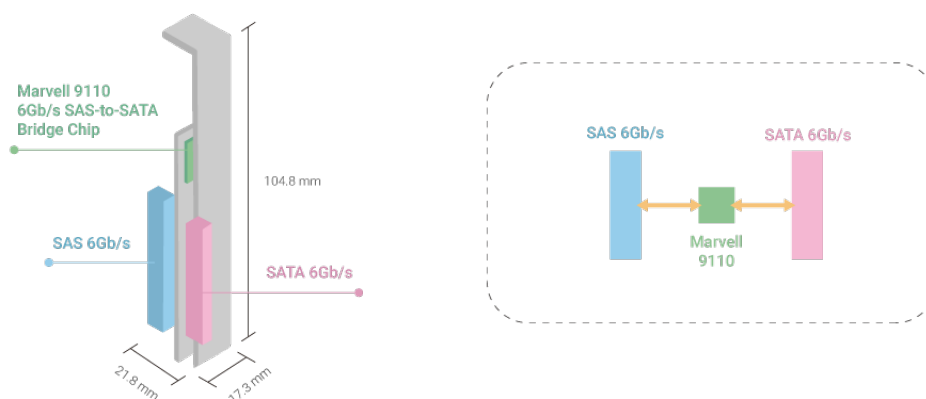 Marvell 9110
6Gb/s SAS-to-SATA
Bridge Chip
104.8 mm
SAS 6Gb/s
SATA 6Gb/s
21.8 mm
17.3 mm
SAS 6Gb/s
SATA 6Gb/s
Marvell
9110